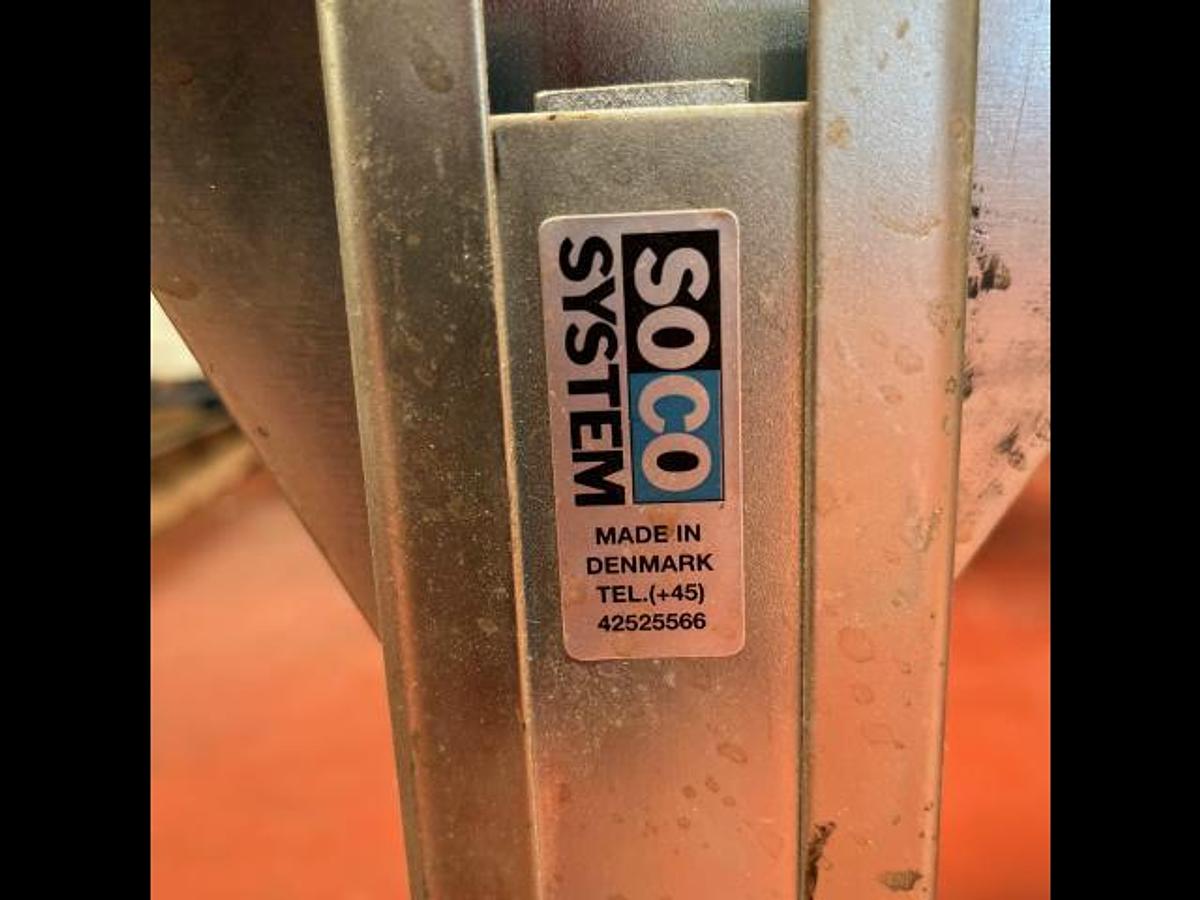 SOCO
SYSTEM
MADE IN
DENMARK
TEL.(+45)
42525566